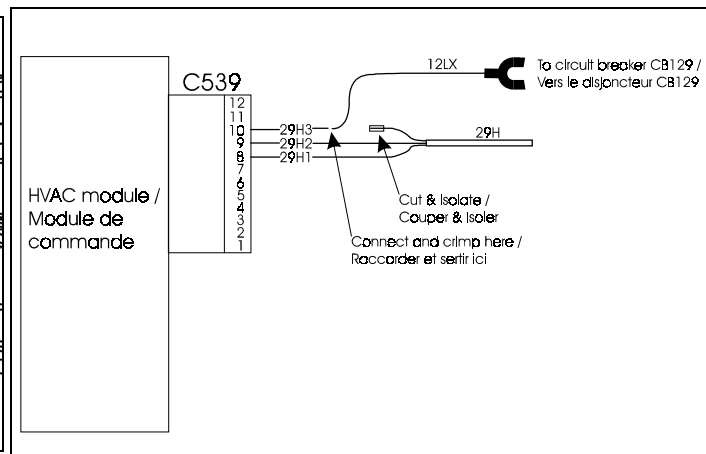 12LX
To circuit breaker CB129 /
Vers le disjoncteur CB129
C539
12
11
10
9
8
7
6
5
4
3
2
1
29H3
29H2
29H1
29H
HVAC module /
Module de
commande
Cut & Isolate /
Couper & Isoler
Connect and crimp here /
Raccorder et sertir ici